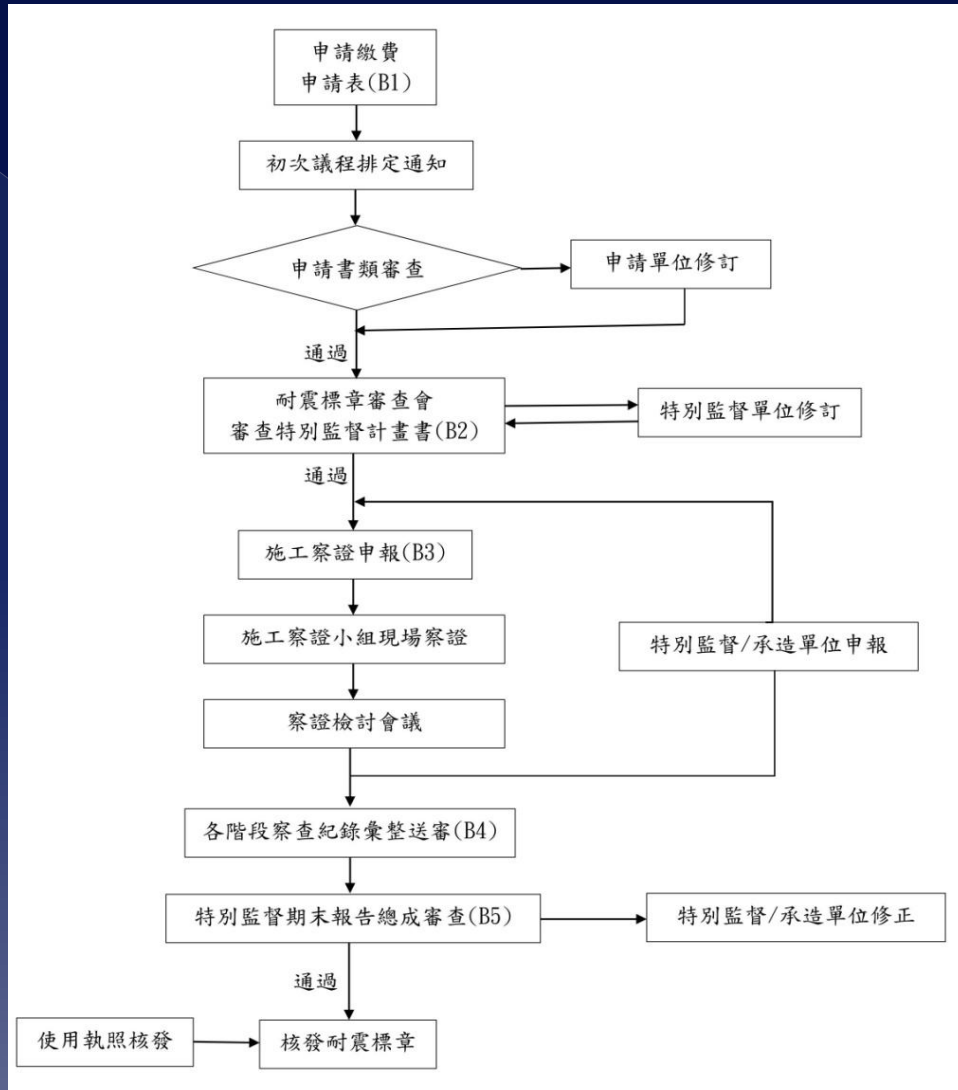 申請繳費
申請表(B1)
初次議程排定通知
申請書類審查
申請單位修訂
通過
耐震標章審查會
審查特別監督計畫書(B2)
特別監督單位修訂
通過
施工察證申報(B3)
施工察證小組現場察證
特別監督/承造單位申報
察證檢討會議
各階段察查紀錄彙整送審(B4)
特別監督期末報告總成審查(B5)
特別監督/承造單位修正
通過
使用執照核發
核發耐震標章